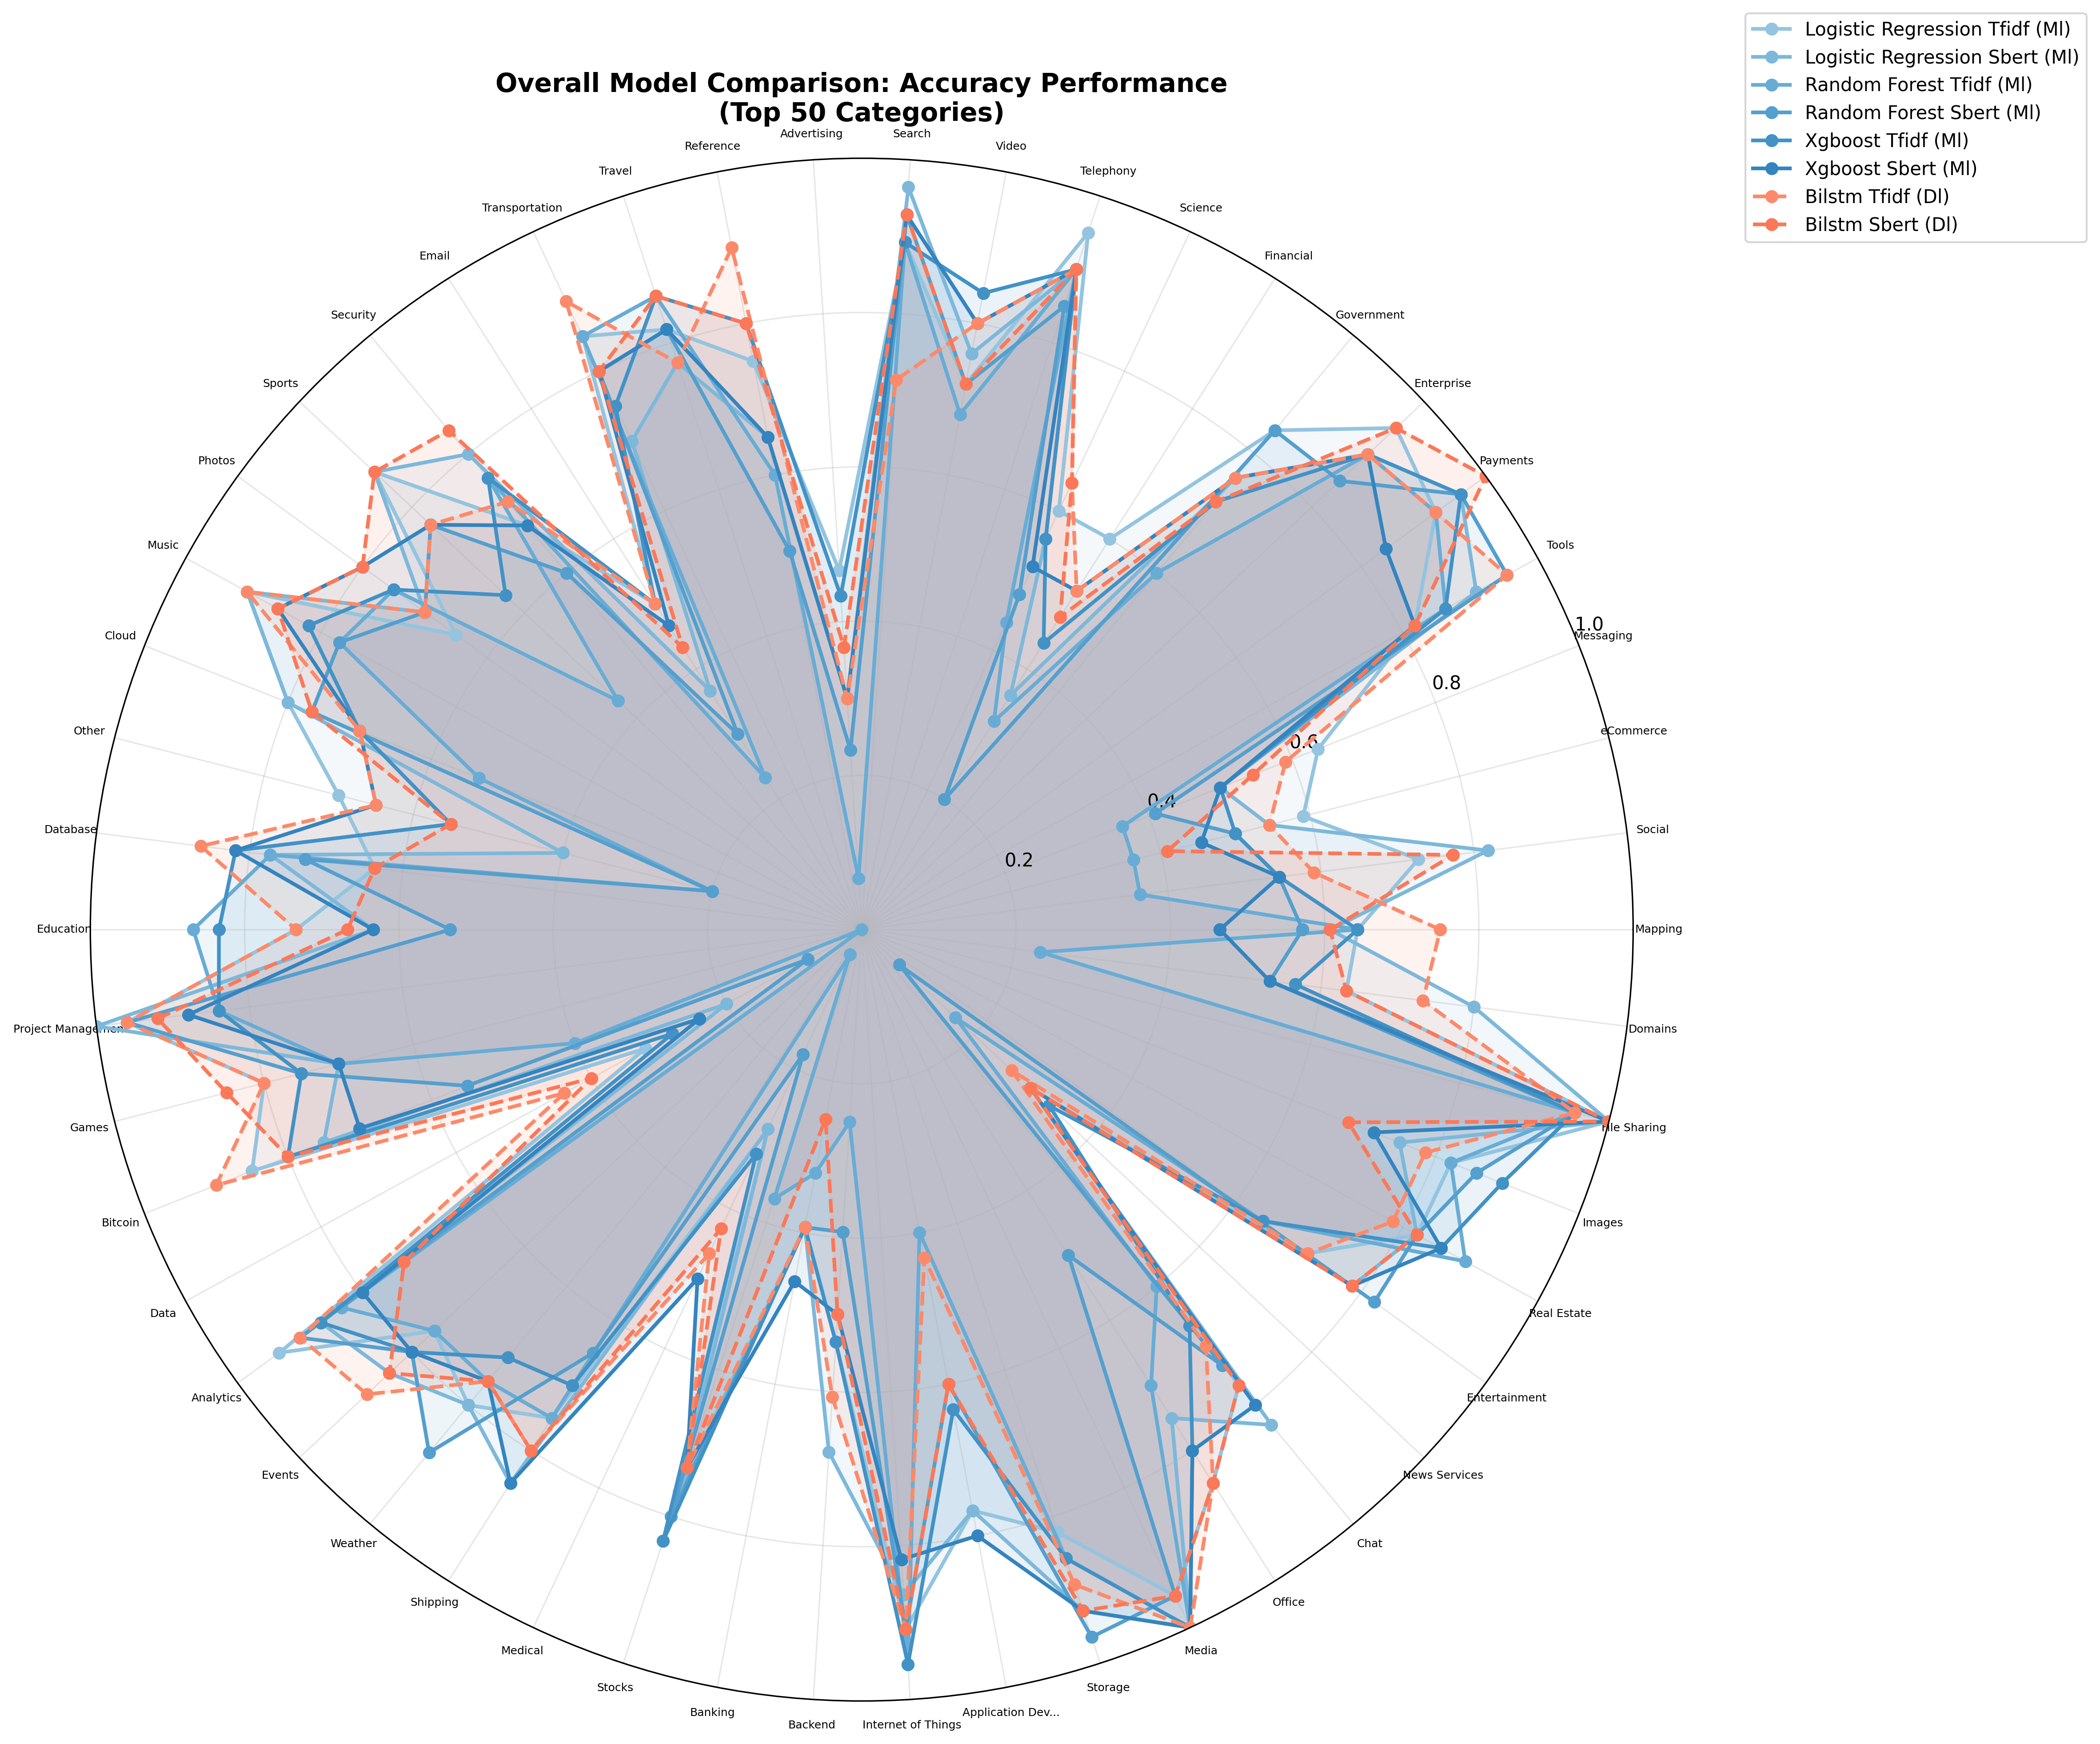 Overall Model Comparison: Accuracy Performance
(Top 50 Categories)
Logistic Regression Tfidf (Ml)
Logistic Regression Sbert (Ml)
Random Forest Tfidf (Ml)
Random Forest Sbert (Ml)
Xgboost Tfidf (Ml)
Xgboost Sbert (Ml)
Bilstm Tfidf (Dl)
Bilstm Sbert (Dl)
Mapping
Social
eCommerce
Messaging
Tools
Payments
Enterprise
Government
Financial
Science
Telephony
Video
Search
Advertising
Reference
Travel
Transportation
Email
Security
Sports
Photos
Music
Cloud
Other
Database
Education
Project Management
Games
Bitcoin
Data
Analytics
Events
Weather
Shipping
Medical
Stocks
Banking
Backend
Internet of Things
Application Dev...
Storage
Media
Office
Chat
News Services
Entertainment
Real Estate
Images
File Sharing
Domains
0.2
0.4
0.6
0.8
1.0